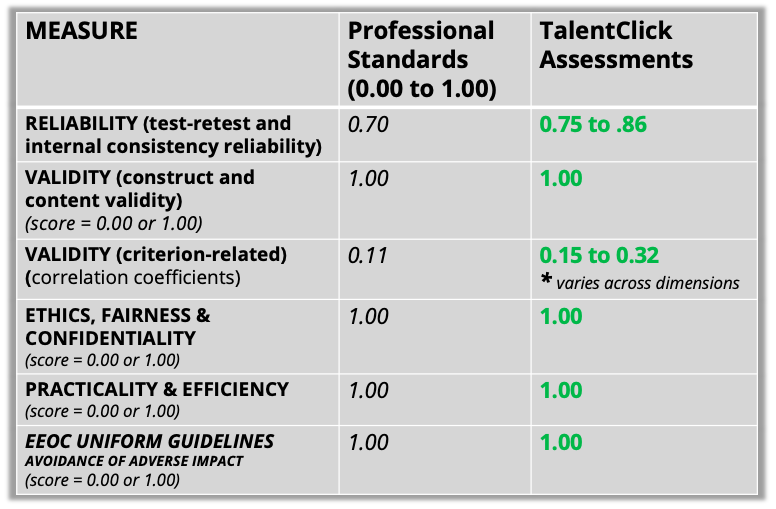 MEASURE
Professional
Standards
(0.00 to 1.00)
TalentClick
Assessments
RELIABILITY (test-retest and
internal consistency reliability)
0.70
0.75 to .86
VALIDITY (construct and
content validity)
(score = 0.00 or 1.00)
1.00
1.00
VALIDITY (criterion-related)
(correlation coefficients)
0.11
0.15 to 0.32
* varies across dimensions
ETHICS, FAIRNESS &
CONFIDENTIALITY
(score = 0.00 or 1.00)
1.00
1.00
PRACTICALITY & EFFICIENCY
(score = 0.00 or 1.00)
1.00
1.00
EEOC UNIFORM GUIDELINES
AVOIDANCE OF ADVERSE IMPACT
(score = 0.00 or 1.00)
1.00
1.00